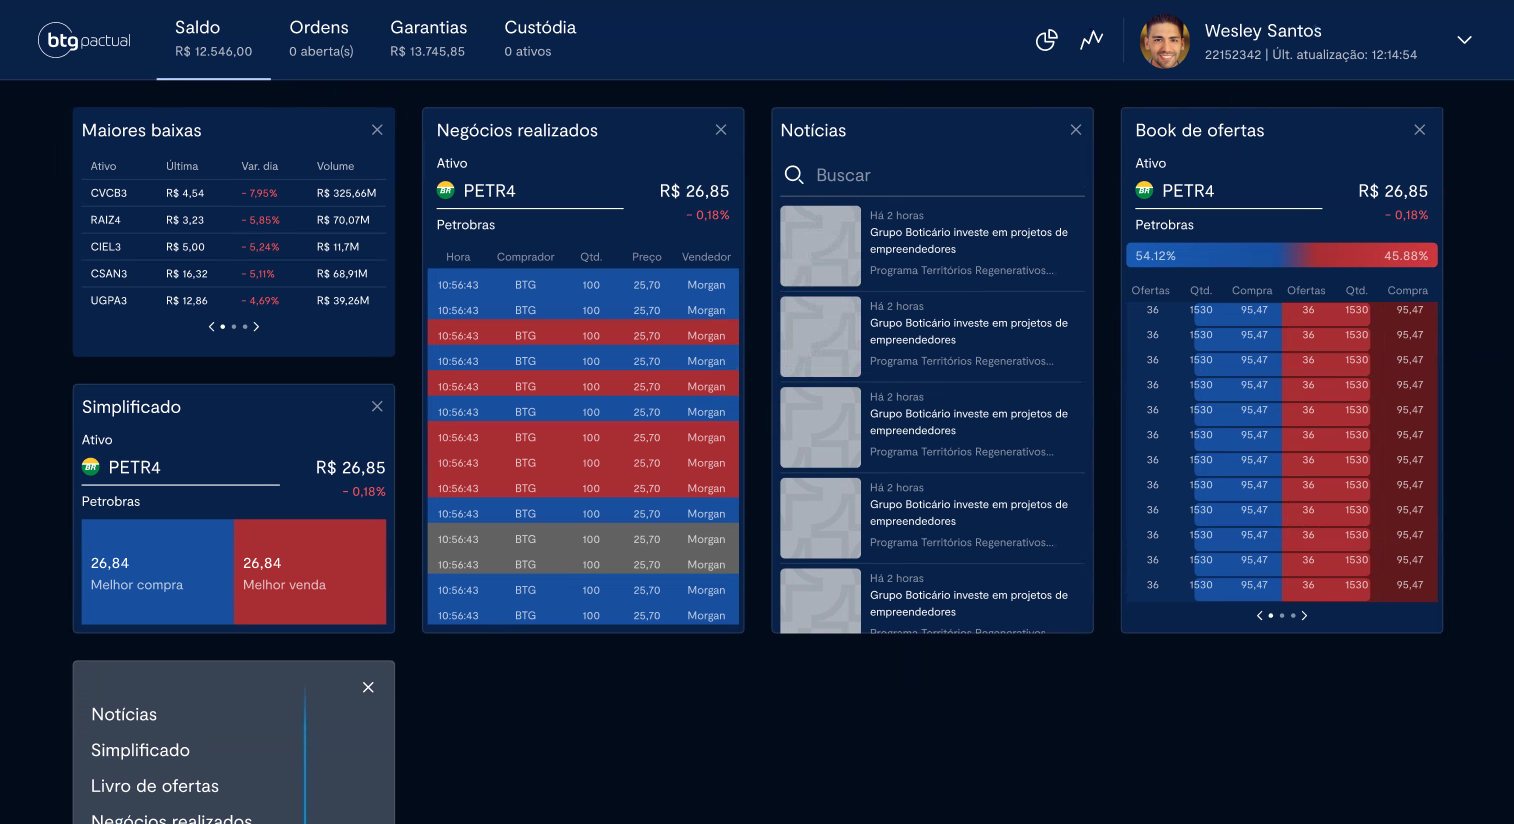 btg pactual
Saldo
R$ 12.546,00
Ordens
0 aberta(s)
Garantias
R$ 13.745,85
Custódia
0 ativos
Wesley Santos
22152342 | Últ. atualização: 12:14:54
Maiores baixas
Ativo Última Var. dia Volume
CVCB3 R$ 4,54 - 7,95% R$ 325,66M
RAIZ4 R$ 3,23 - 5,85% R$ 70,07M
CIEL3 R$ 5,00 - 5,24% R$ 11,7M
CSAN3 R$ 16,32 - 5,11% R$ 68,91M
UGPA3 R$ 12,86 - 4,69% R$ 39,26M
Simplificado
Ativo
BR PETR4 R$ 26,85
- 0,18%
Petrobras
26,84 26,84
Melhor compra Melhor venda
Notícias
Simplificado
Livro de ofertas
Negócios realizados
Negócios realizados
Ativo
BR PETR4 R$ 26,85
- 0,18%
Petrobras
Hora Comprador Qtd. Preço Vendedor
10:56:43 BTG 100 25,70 Morgan
10:56:43 BTG 100 25,70 Morgan
10:56:43 BTG 100 25,70 Morgan
10:56:43 BTG 100 25,70 Morgan
10:56:43 BTG 100 25,70 Morgan
10:56:43 BTG 100 25,70 Morgan
10:56:43 BTG 100 25,70 Morgan
10:56:43 BTG 100 25,70 Morgan
10:56:43 BTG 100 25,70 Morgan
10:56:43 BTG 100 25,70 Morgan
10:56:43 BTG 100 25,70 Morgan
10:56:43 BTG 100 25,70 Morgan
10:56:43 BTG 100 25,70 Morgan
10:56:43 BTG 100 25,70 Morgan
Notícias
Buscar
Há 2 horas
Grupo Boticário investe em projetos de
empreendedores
Programa Territórios Regenerativos...
Há 2 horas
Grupo Boticário investe em projetos de
empreendedores
Programa Territórios Regenerativos...
Há 2 horas
Grupo Boticário investe em projetos de
empreendedores
Programa Territórios Regenerativos...
Há 2 horas
Grupo Boticário investe em projetos de
empreendedores
Programa Territórios Regenerativos...
Há 2 horas
Grupo Boticário investe em projetos de
empreendedores
Programa Territórios Regenerativos...
Book de ofertas
Ativo
BR PETR4 R$ 26,85
- 0,18%
Petrobras
54.12% 45.88%
Ofertas Qtd. Compra Ofertas Qtd. Compra
36 1530 95,47 36 1530 95,47
36 1530 95,47 36 1530 95,47
36 1530 95,47 36 1530 95,47
36 1530 95,47 36 1530 95,47
36 1530 95,47 36 1530 95,47
36 1530 95,47 36 1530 95,47
36 1530 95,47 36 1530 95,47
36 1530 95,47 36 1530 95,47
36 1530 95,47 36 1530 95,47
36 1530 95,47 36 1530 95,47
36 1530 95,47 36 1530 95,47
36 1530 95,47 36 1530 95,47